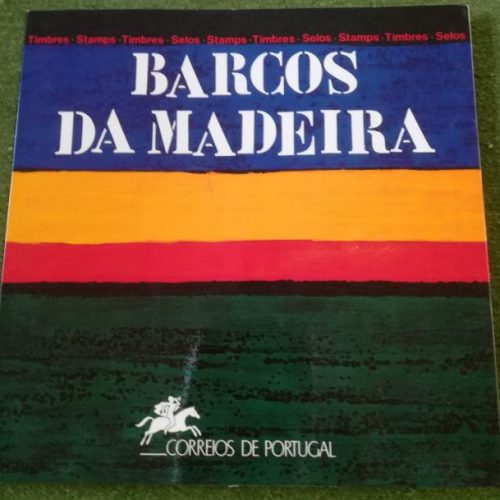 Timbres · Stamps · Timbres · Selos · Stamps · Timbres · Selos · Stamps · Timbres · Selos
BARCOS
DA MADEIRA
CORREIOS DE PORTUGAL